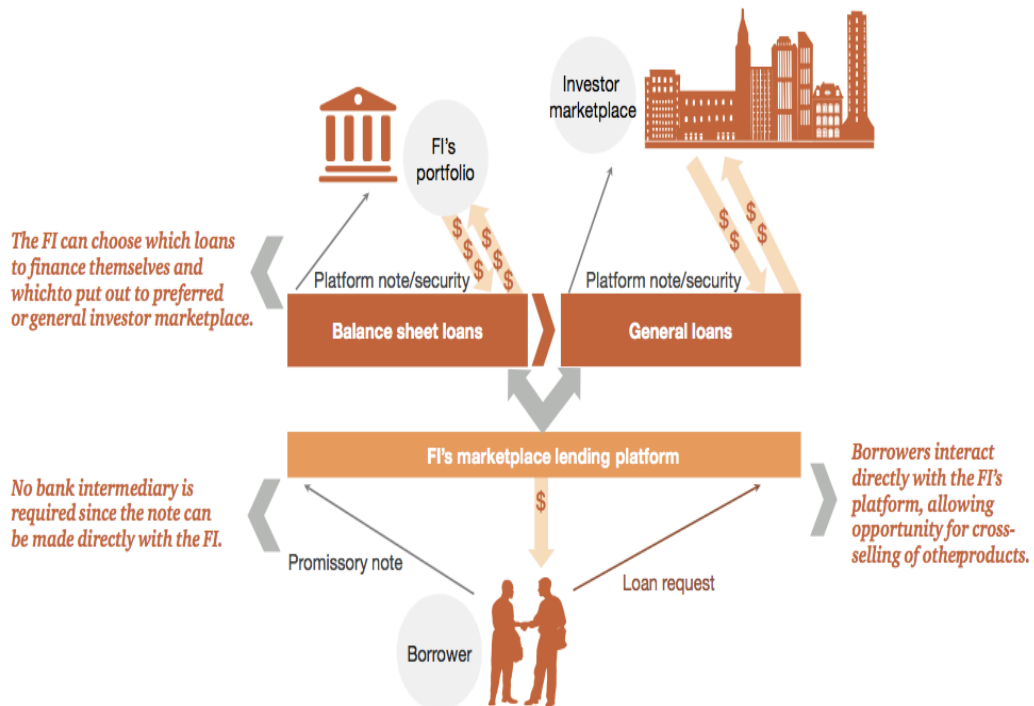 Investor
marketplace
FI's
portfolio
$
$
$
$
$
$
$
$
$
$
The FI can choose which loans
to finance themselves and
whichto put out to preferred
or general investor marketplace.
Platform note/security
Platform note/security
Balance sheet loans
General loans
FI's marketplace lending platform
$
No bank intermediary is
required since the note can
be made directly with the FI.
Borrowers interact
directly with the FI's
platform, allowing
opportunity for cross-
selling of otherproducts.
Promissory note
Loan request
Borrower